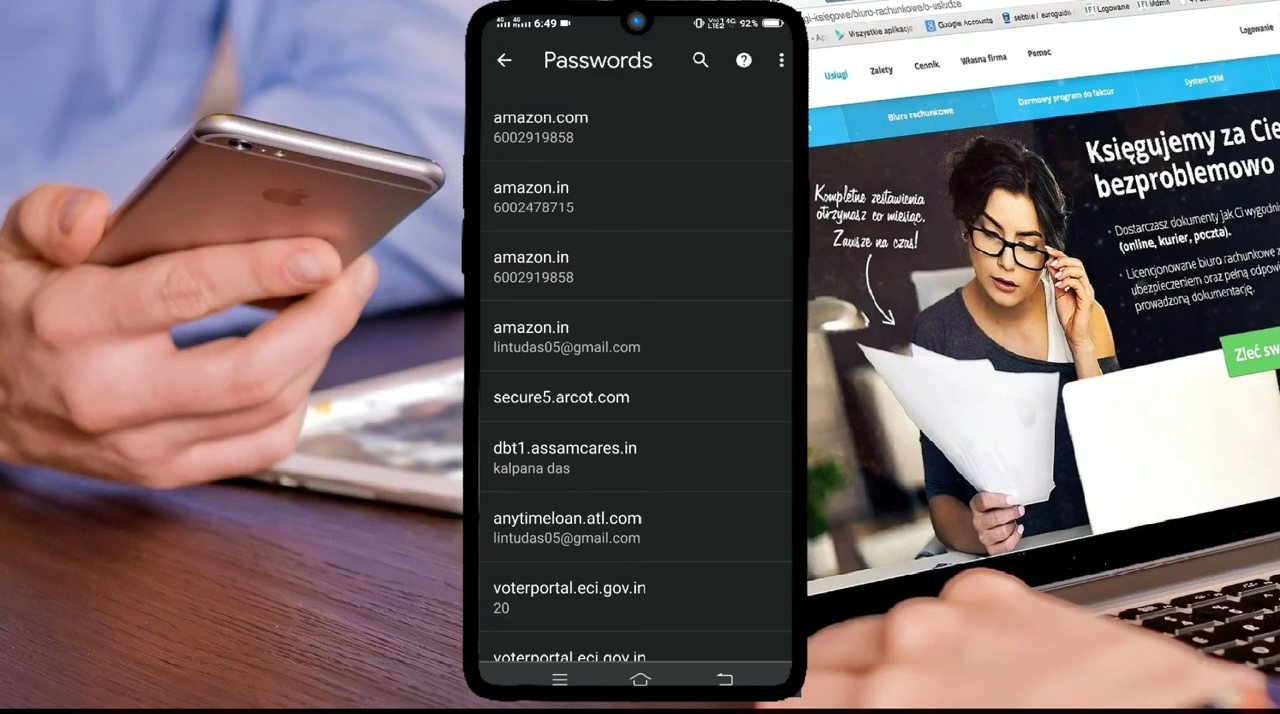 6:49
92%
Passwords
amazon.com
6002919858
amazon.in
6002478715
amazon.in
6002919858
amazon.in
lintudas05@gmail.com
secure5.arcot.com
dbt1.assamcares.in
kalpana das
anytimeloan.atl.com
lintudas05@gmail.com
voterportal.eci.gov.in
20
voterportal.eci.gov.in
Wszystkie aplikacje
Google Accounts
Logowanie
Usługi
Zalety
Cennik
Własna firma
Pomoc
Biuro rachunkowe
Darmowy program do faktur
System CRM
Kompletne zestawienia
otrzymasz co miesiąc.
Zawsze na czas!
Księgujemy za Cie
bezproblemowo
Dostarczasz dokumenty jak Ci wygodni
(online, kurier, poczta).
Licencjonowane biuro rachunkowe z
ubezpieczeniem oraz pełną odpowi
prowadzoną dokumentację.
Zleć sw